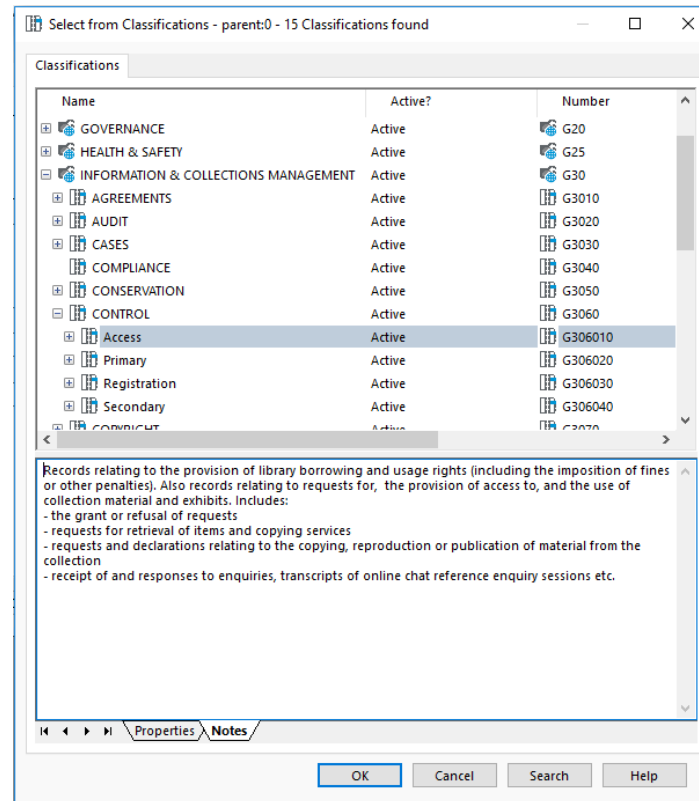 Select from Classifications - parent:0 - 15 Classifications found
Classifications
Name Active? Number
GOVERNANCE Active G20
HEALTH & SAFETY Active G25
INFORMATION & COLLECTIONS MANAGEMENT Active G30
AGREEMENTS Active G3010
AUDIT Active G3020
CASES Active G3030
COMPLIANCE Active G3040
CONSERVATION Active G3050
CONTROL Active G3060
Access Active G306010
Primary Active G306020
Registration Active G306030
Secondary Active G306040
COPYRIGHT Active G3070
Records relating to the provision of library borrowing and usage rights (including the imposition of fines
or other penalties). Also records relating to requests for,  the provision of access to, and the use of
collection material and exhibits. Includes:
- the grant or refusal of requests
- requests for retrieval of items and copying services
- requests and declarations relating to the copying, reproduction or publication of material from the
collection
- receipt of and responses to enquiries, transcripts of online chat reference enquiry sessions etc.
Properties Notes
OK Cancel Search Help